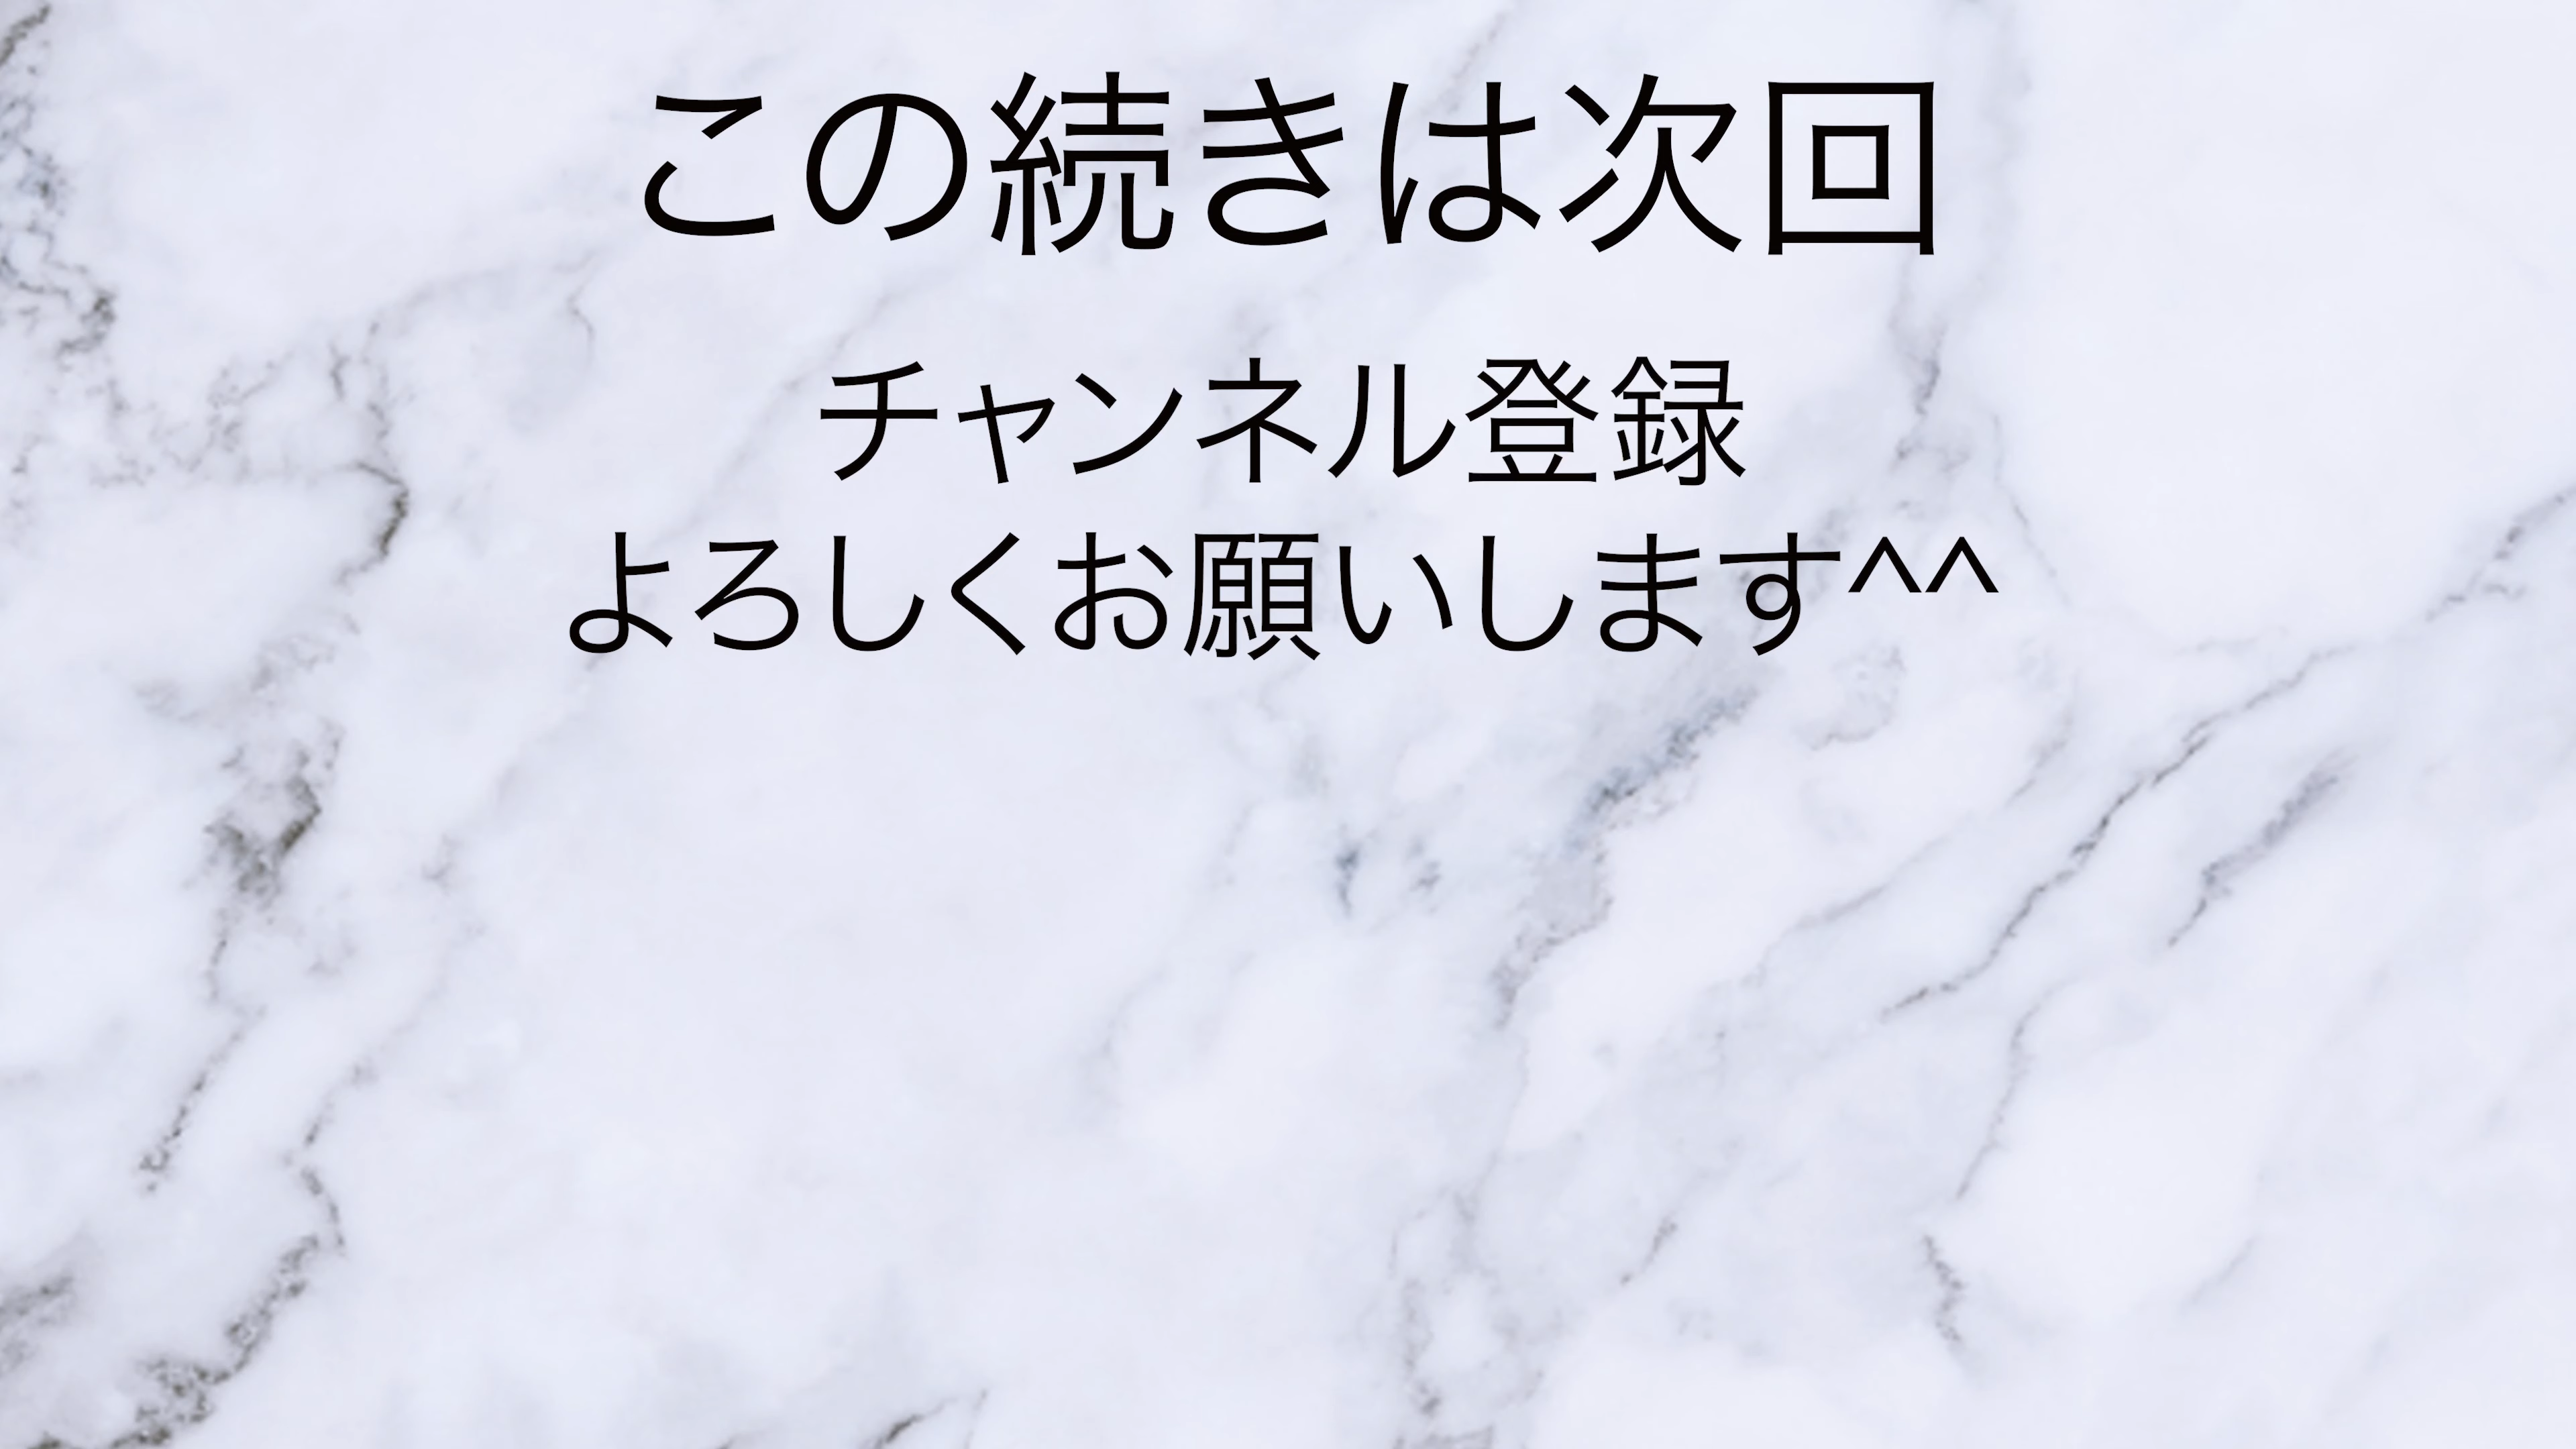 この続きは次回
チャンネル登録
よろしくお願いします^^